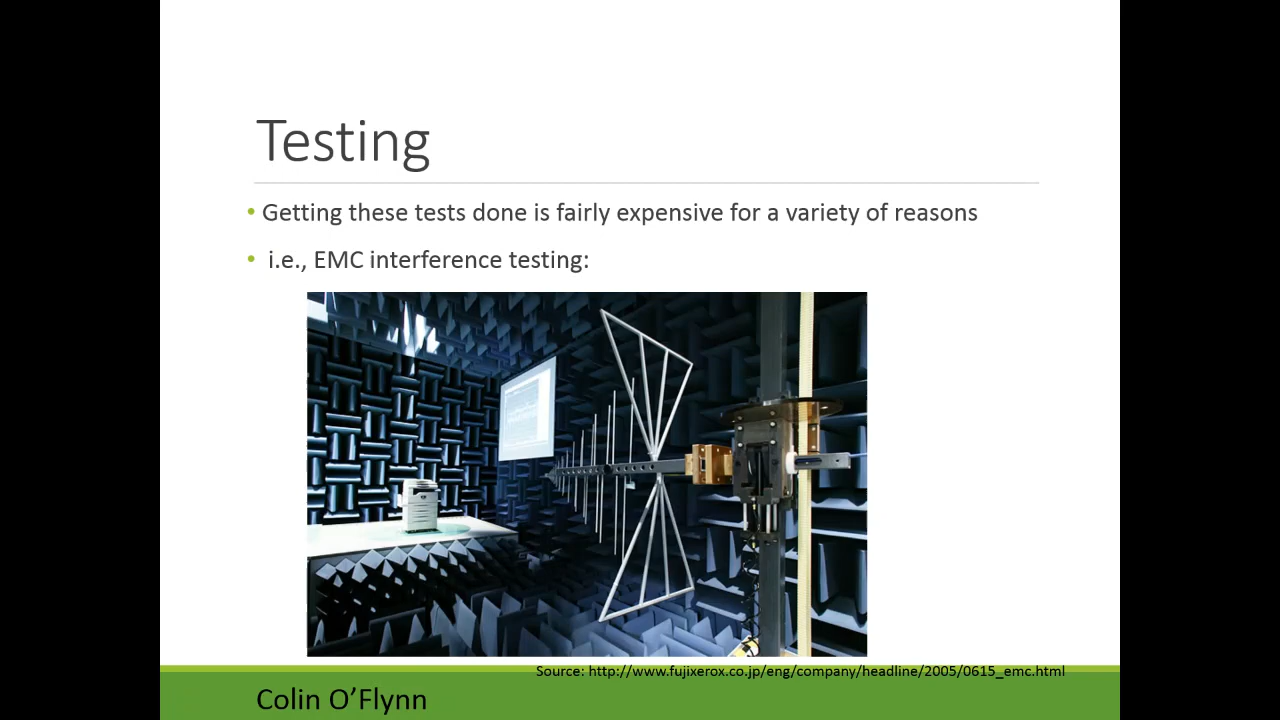 Testing
• Getting these tests done is fairly expensive for a variety of reasons
• i.e., EMC interference testing:
Source: http://www.fujixerox.co.jp/eng/company/headline/2005/0615_emc.html
Colin O’Flynn